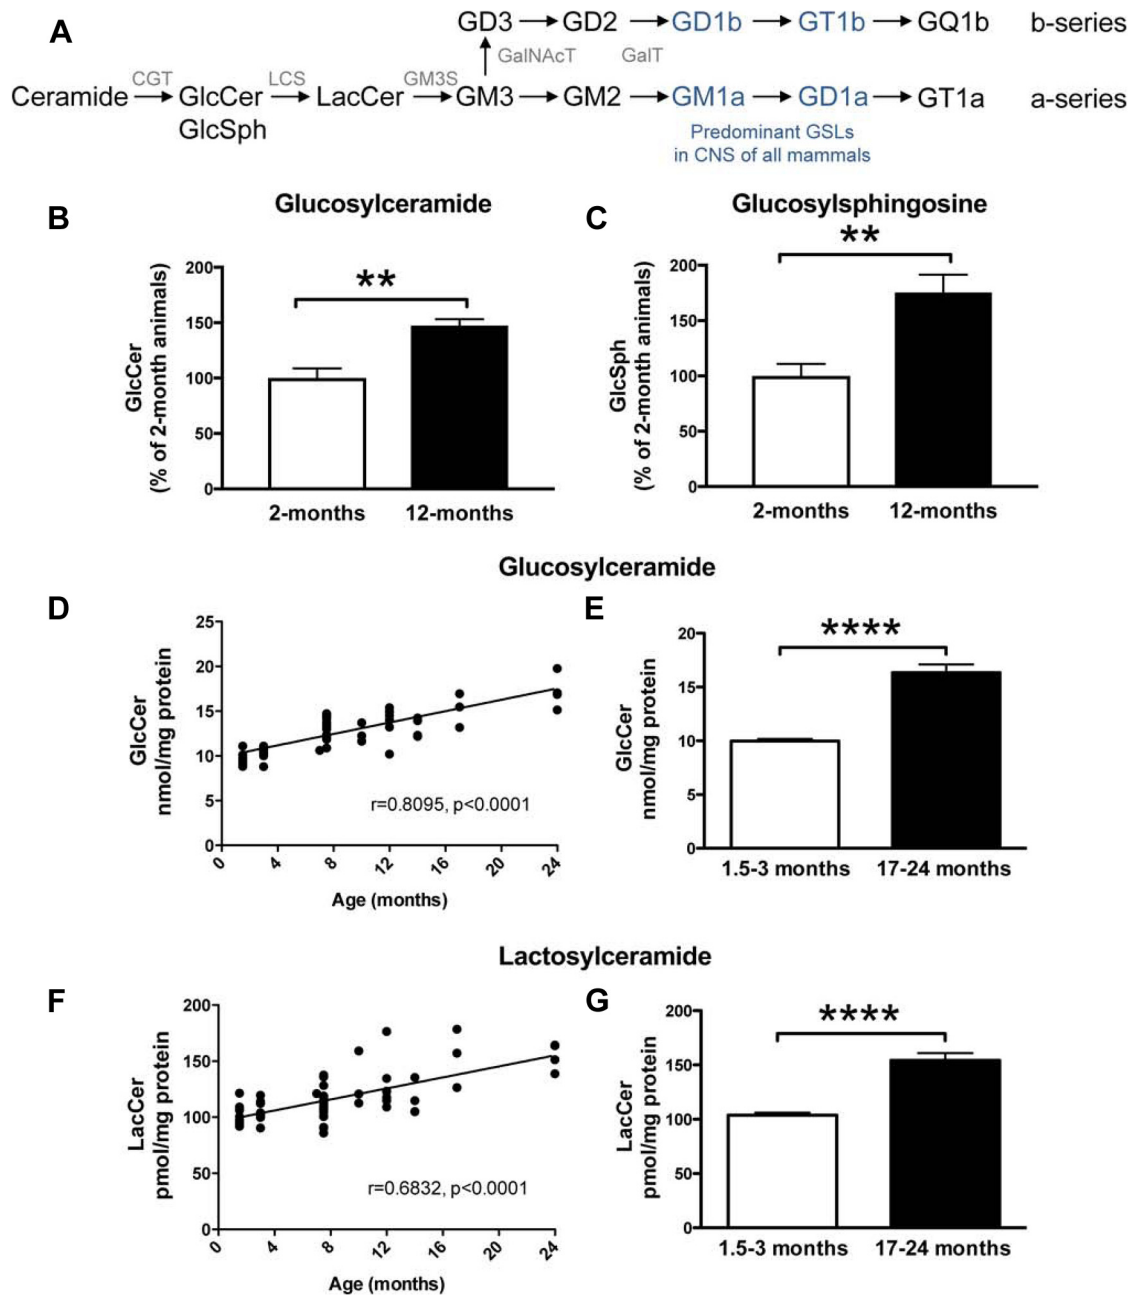 A
GD3 → GD2 → GD1b → GT1b → GQ1b b-series
GalNAcT GalT
CGT LCS GM3S
Ceramide → GlcCer → LacCer → GM3 → GM2 → GM1a → GD1a → GT1a a-series
GlcSph
Predominant GSLs
in CNS of all mammals
B
Glucosylceramide
GlcCer
(% of 2-month animals)
200
150
100
50
0
**
2-months 12-months
C
Glucosylsphingosine
GlcSph
(% of 2-month animals)
200
150
100
50
0
**
2-months 12-months
Glucosylceramide
D
GlcCer
nmol/mg protein
25
20
15
10
5
0
r=0.8095, p<0.0001
0 4 8 12 16 20 24
Age (months)
E
GlcCer
nmol/mg protein
20
15
10
5
0
****
1.5-3 months 17-24 months
Lactosylceramide
F
LacCer
pmol/mg protein
200
150
100
50
0
r=0.6832, p<0.0001
0 4 8 12 16 20 24
Age (months)
G
LacCer
pmol/mg protein
200
150
100
50
0
****
1.5-3 months 17-24 months